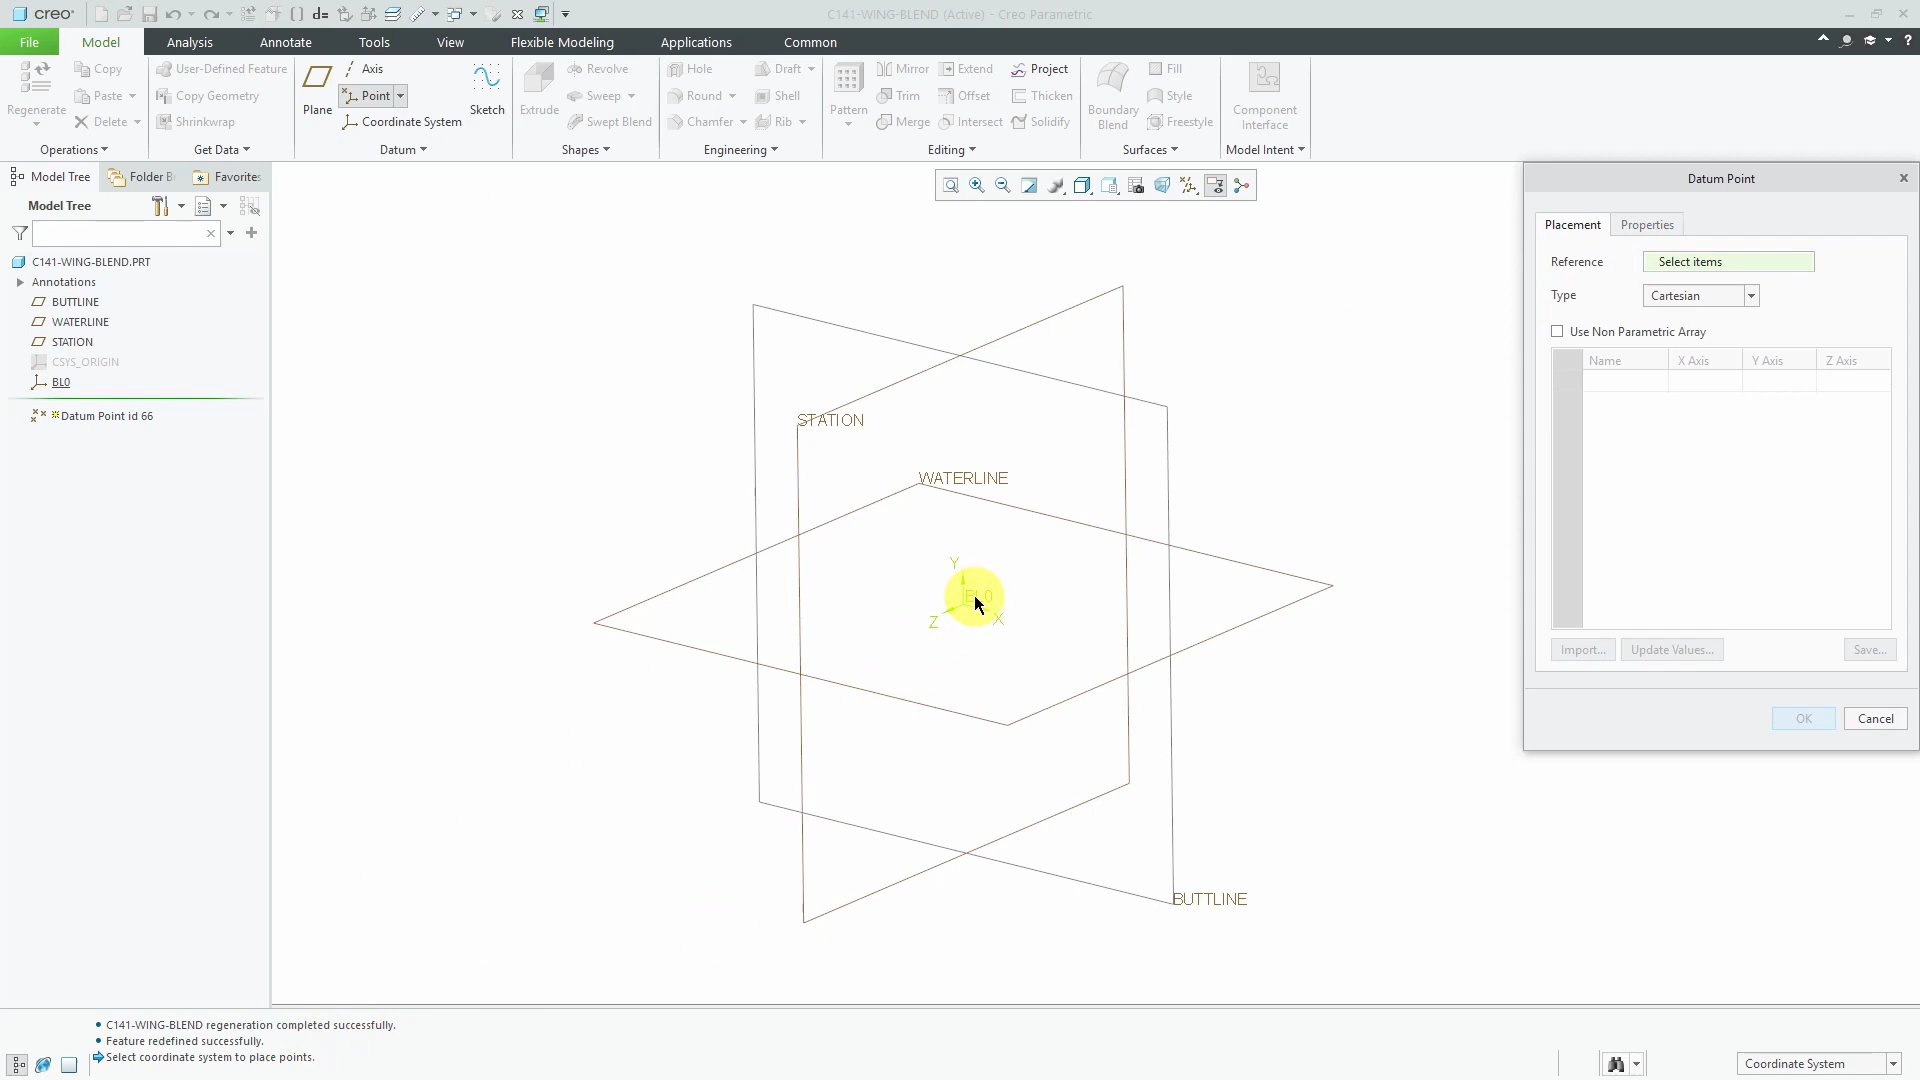 creo
C141-WING-BLEND (Active) - Creo Parametric
File
Model
Analysis
Annotate
Tools
View
Flexible Modeling
Applications
Common
Regenerate
Copy
Paste
Delete
Operations
User-Defined Feature
Copy Geometry
Shrinkwrap
Get Data
Plane
Axis
Point
Coordinate System
Sketch
Datum
Extrude
Revolve
Sweep
Swept Blend
Shapes
Hole
Round
Chamfer
Draft
Shell
Rib
Engineering
Pattern
Mirror
Trim
Merge
Extend
Offset
Intersect
Project
Thicken
Solidify
Editing
Boundary
Blend
Fill
Style
Freestyle
Surfaces
Component
Interface
Model Intent
Model Tree
Folder B
Favorites
Model Tree
C141-WING-BLEND.PRT
Annotations
BUTTLINE
WATERLINE
STATION
CSYS_ORIGIN
BL0
Datum Point id 66
STATION
WATERLINE
Y
BL0
Z
X
BUTTLINE
Datum Point
Placement
Properties
Reference
Select items
Type
Cartesian
Use Non Parametric Array
Name
X Axis
Y Axis
Z Axis
Import...
Update Values...
Save...
OK
Cancel
C141-WING-BLEND regeneration completed successfully.
Feature redefined successfully.
Select coordinate system to place points.
Coordinate System